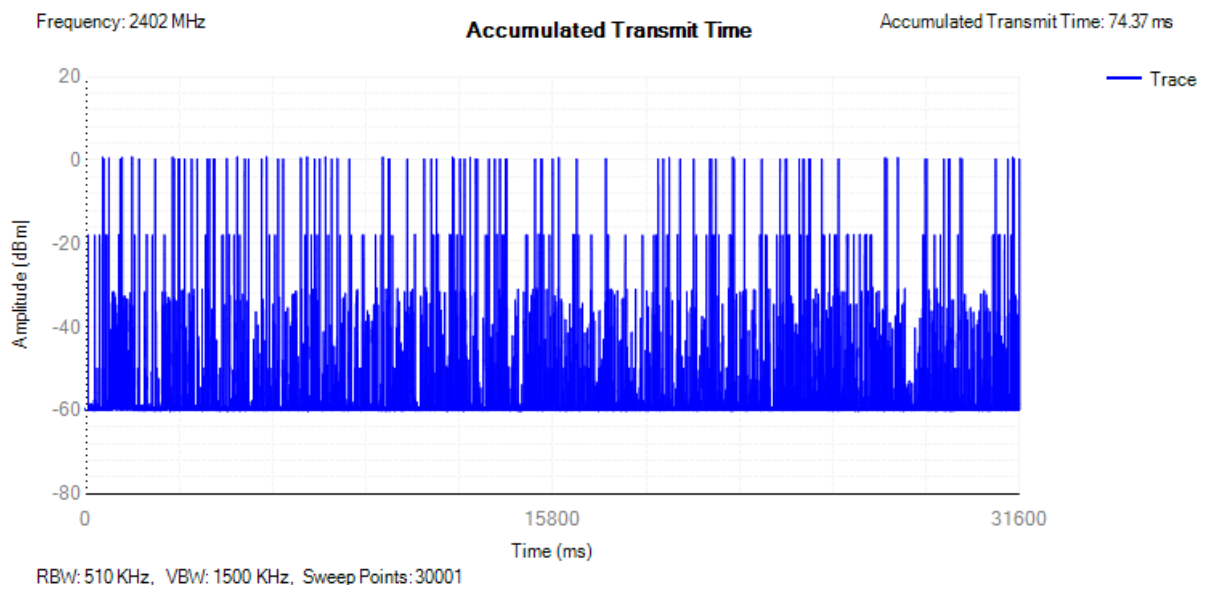 Frequency: 2402 MHz
Accumulated Transmit Time
Accumulated Transmit Time: 74.37 ms
Trace
20
0
-20
-40
-60
-80
Amplitude (dBm)
0 15800 31600
Time (ms)
RBW: 510 KHz, VBW: 1500 KHz, Sweep Points: 30001